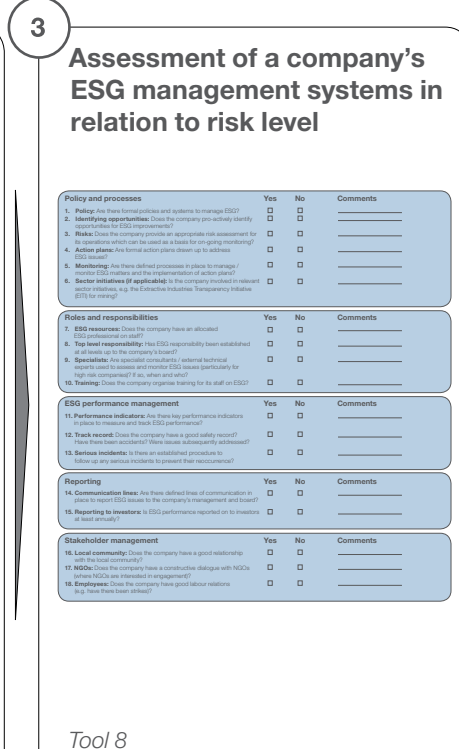 3
Assessment of a company's
ESG management systems in
relation to risk level
Policy and processes Yes No Comments
1. Policy: Are there formal policies and systems to manage ESG?
2. Identifying opportunities: Does the company pro-actively identify
opportunities for ESG improvements?
3. Risks: Does the company provide an appropriate risk assessment for
its operations which can be used as a basis for on-going monitoring?
4. Action plans: Are formal action plans drawn up to address
ESG issues?
5. Monitoring: Are there defined processes in place to manage /
monitor ESG matters and the implementation of action plans?
6. Sector initiatives (if applicable): Is the company involved in relevant
sector initiatives, e.g. the Extractive Industries Transparency Initiative
(EITI) for mining?
Roles and responsibilities Yes No Comments
7. ESG resources: Does the company have an allocated
ESG professional on staff?
8. Top level responsibility: Has ESG responsibility been established
at all levels up to the company's board?
9. Specialists: Are specialist consultants / external technical
experts used to assess and monitor ESG issues (particularly for
high risk companies)? If so, when and who?
10. Training: Does the company organise training for its staff on ESG?
ESG performance management Yes No Comments
11. Performance indicators: Are there key performance indicators
in place to measure and track ESG performance?
12. Track record: Does the company have a good safety record?
Have there been accidents? Were issues subsequently addressed?
13. Serious incidents: Is there an established procedure to
follow-up any serious incidents to prevent their reoccurrence?
Reporting Yes No Comments
14. Communication lines: Are there defined lines of communication in
place to report ESG issues to the company's management and board?
15. Reporting to investors: Is ESG performance reported on to investors
at least annually?
Stakeholder management Yes No Comments
16. Local community: Does the company have a good relationship
with the local community?
17. NGOs: Does the company have a constructive dialogue with NGOs
(where NGOs are interested in engagement)?
18. Employees: Does the company have good labour relations
(e.g. have there been strikes)?
Tool 8